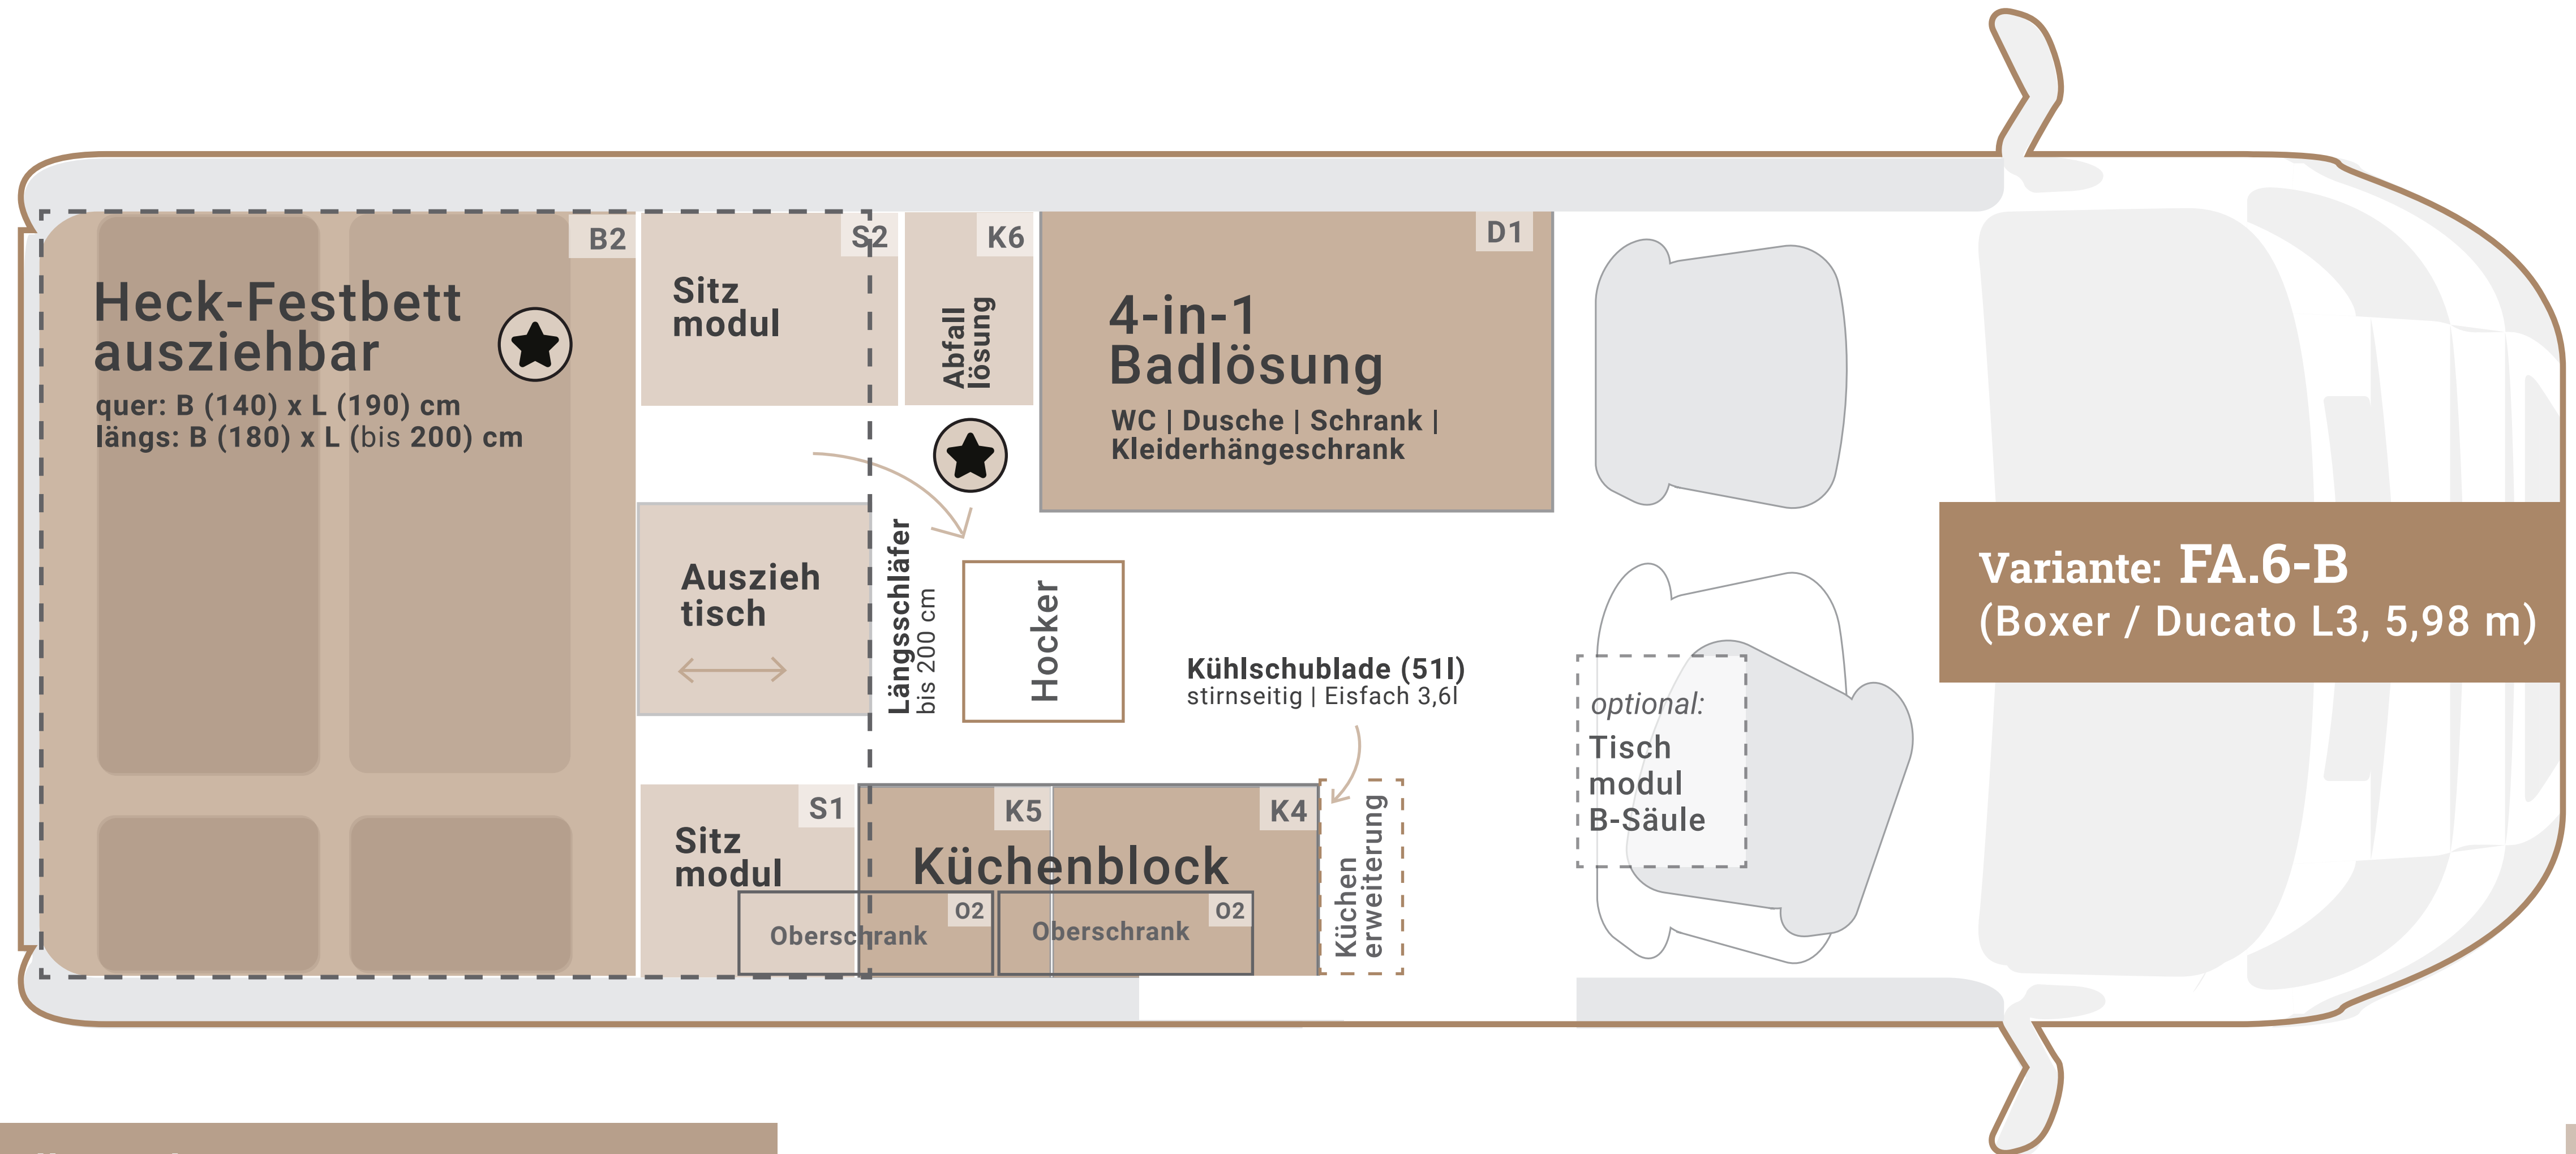 B2
Heck-Festbett
ausziehbar
quer: B (140) x L (190) cm
längs: B (180) x L (bis 200) cm
S2
Sitz
modul
K6
Abfall
lösung
D1
4-in-1
Badlösung
WC | Dusche | Schrank |
Kleiderhängeschrank
Auszieh
tisch
Längsschläfer
bis 200 cm
Hocker
Kühlschublade (51l)
stirnseitig | Eisfach 3,6l
S1
Sitz
modul
K5
K4
Küchenblock
O2
Oberschrank
O2
Oberschrank
Küchen
erweiterung
optional:
Tisch
modul
B-Säule
Variante: FA.6-B
(Boxer / Ducato L3, 5,98 m)